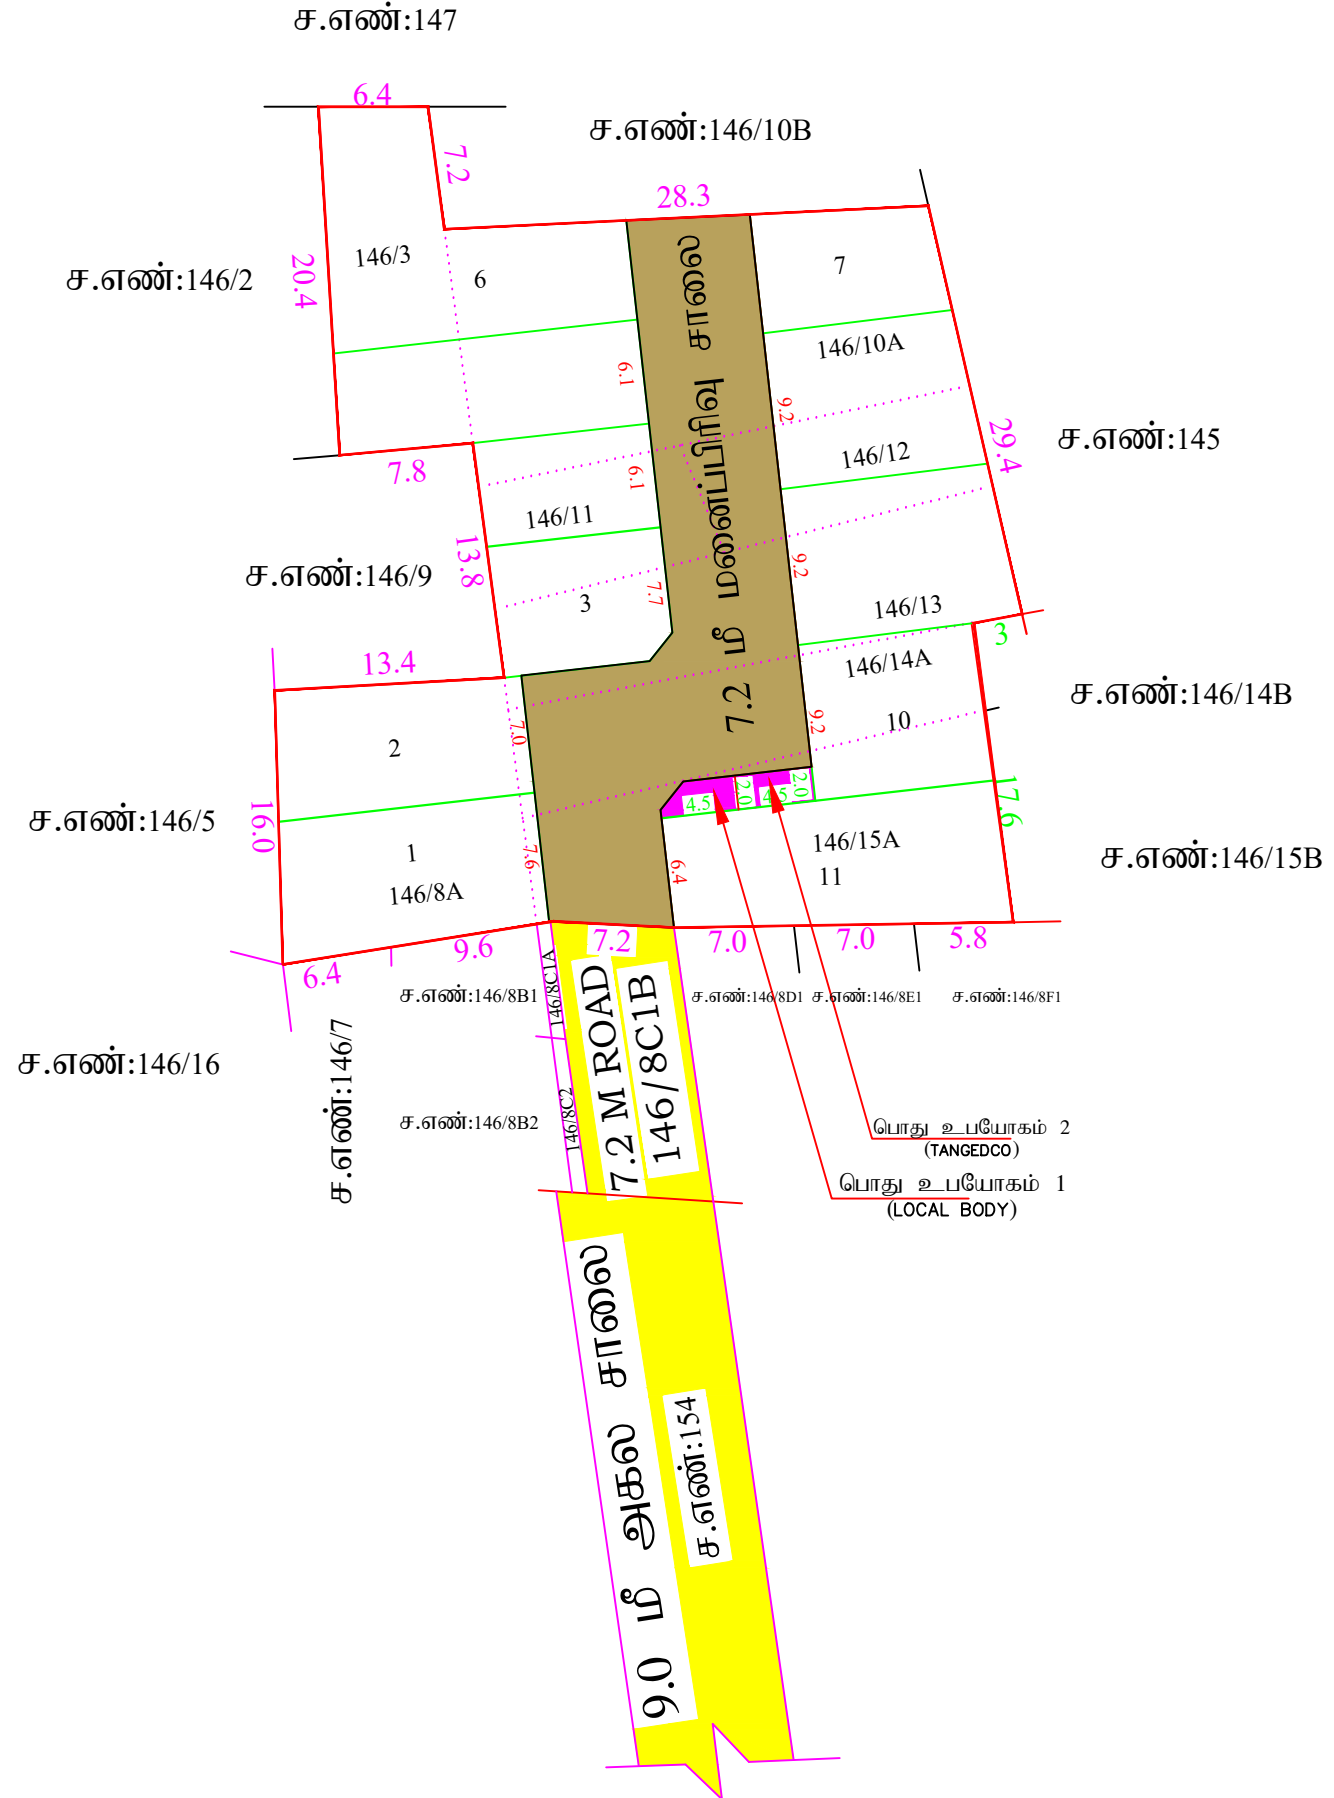 ச.எண்:147
6.4
ச.எண்:146/10B
7.2
28.3
146/3
6
7
ச.எண்:146/2
20.4
7.2 மீ மனைப்பிரிவு சாலை
146/10A
6.1
9.2
29.4
ச.எண்:145
7.8
6.1
146/12
146/11
13.8
ச.எண்:146/9
3
7.7
9.2
146/13
3
13.4
146/14A
ச.எண்:146/14B
2
7.0
9.2
10
16.0
ச.எண்:146/5
4.5
2.0
4.5
2.0
17.6
1
7.6
6.4
146/15A
11
ச.எண்:146/15B
146/8A
9.6
6.4
7.2
7.0
7.0
5.8
ச.எண்:146/8B1
146/8C1A
7.2 M ROAD
146/8C1B
ச.எண்:146/8D1
ச.எண்:146/8E1
ச.எண்:146/8F1
ச.எண்:146/16
ச.எண்:146/7
ச.எண்:146/8B2
146/8C2
பொது உபயோகம் 2
(TANGEDCO)
பொது உபயோகம் 1
(LOCAL BODY)
9.0 மீ அகல சாலை
ச.எண்:154